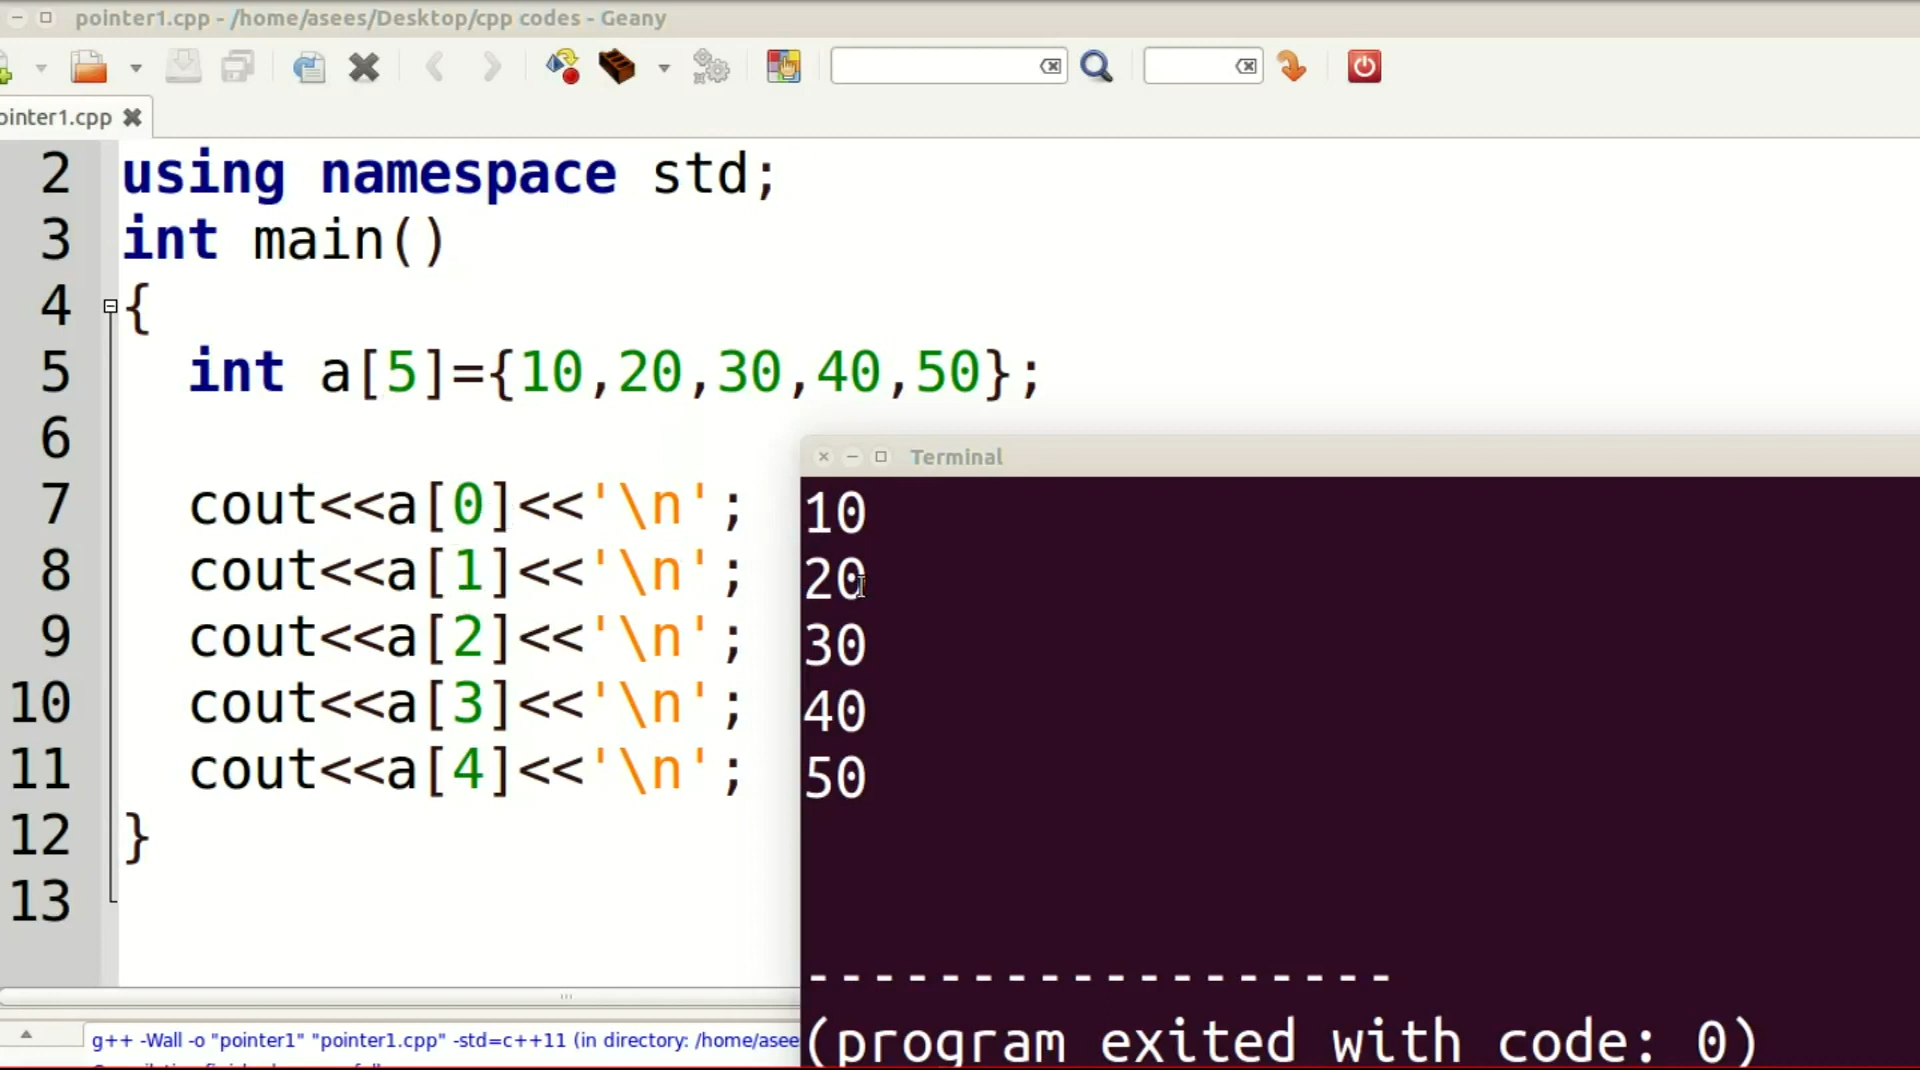 pointer1.cpp - /home/asees/Desktop/cpp codes - Geany
ointer1.cpp
2 using namespace std;
3 int main()
4 {
5 int a[5]={10,20,30,40,50};
6
7 cout<<a[0]<<'\n';
8 cout<<a[1]<<'\n';
9 cout<<a[2]<<'\n';
10 cout<<a[3]<<'\n';
11 cout<<a[4]<<'\n';
12 }
13
Terminal
10
20
30
40
50
------------------
(program exited with code: 0)
g++ -Wall -o "pointer1" "pointer1.cpp" -std=c++11 (in directory: /home/asee